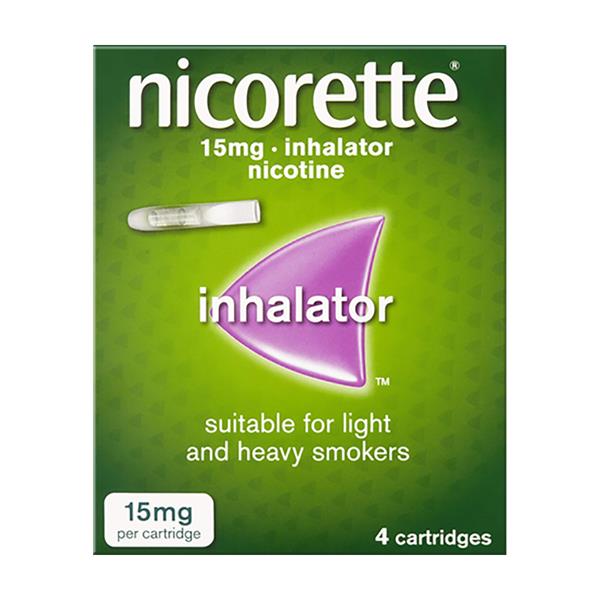 nicorette®
15mg · inhalator
nicotine
inhalator
™
suitable for light
and heavy smokers
15mg
per cartridge
4 cartridges